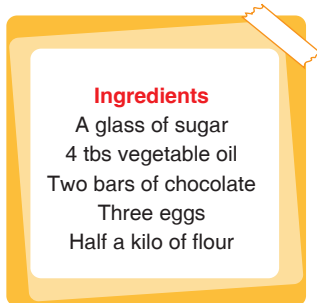 Ingredients
A glass of sugar
4 tbs vegetable oil
Two bars of chocolate
Three eggs
Half a kilo of flour